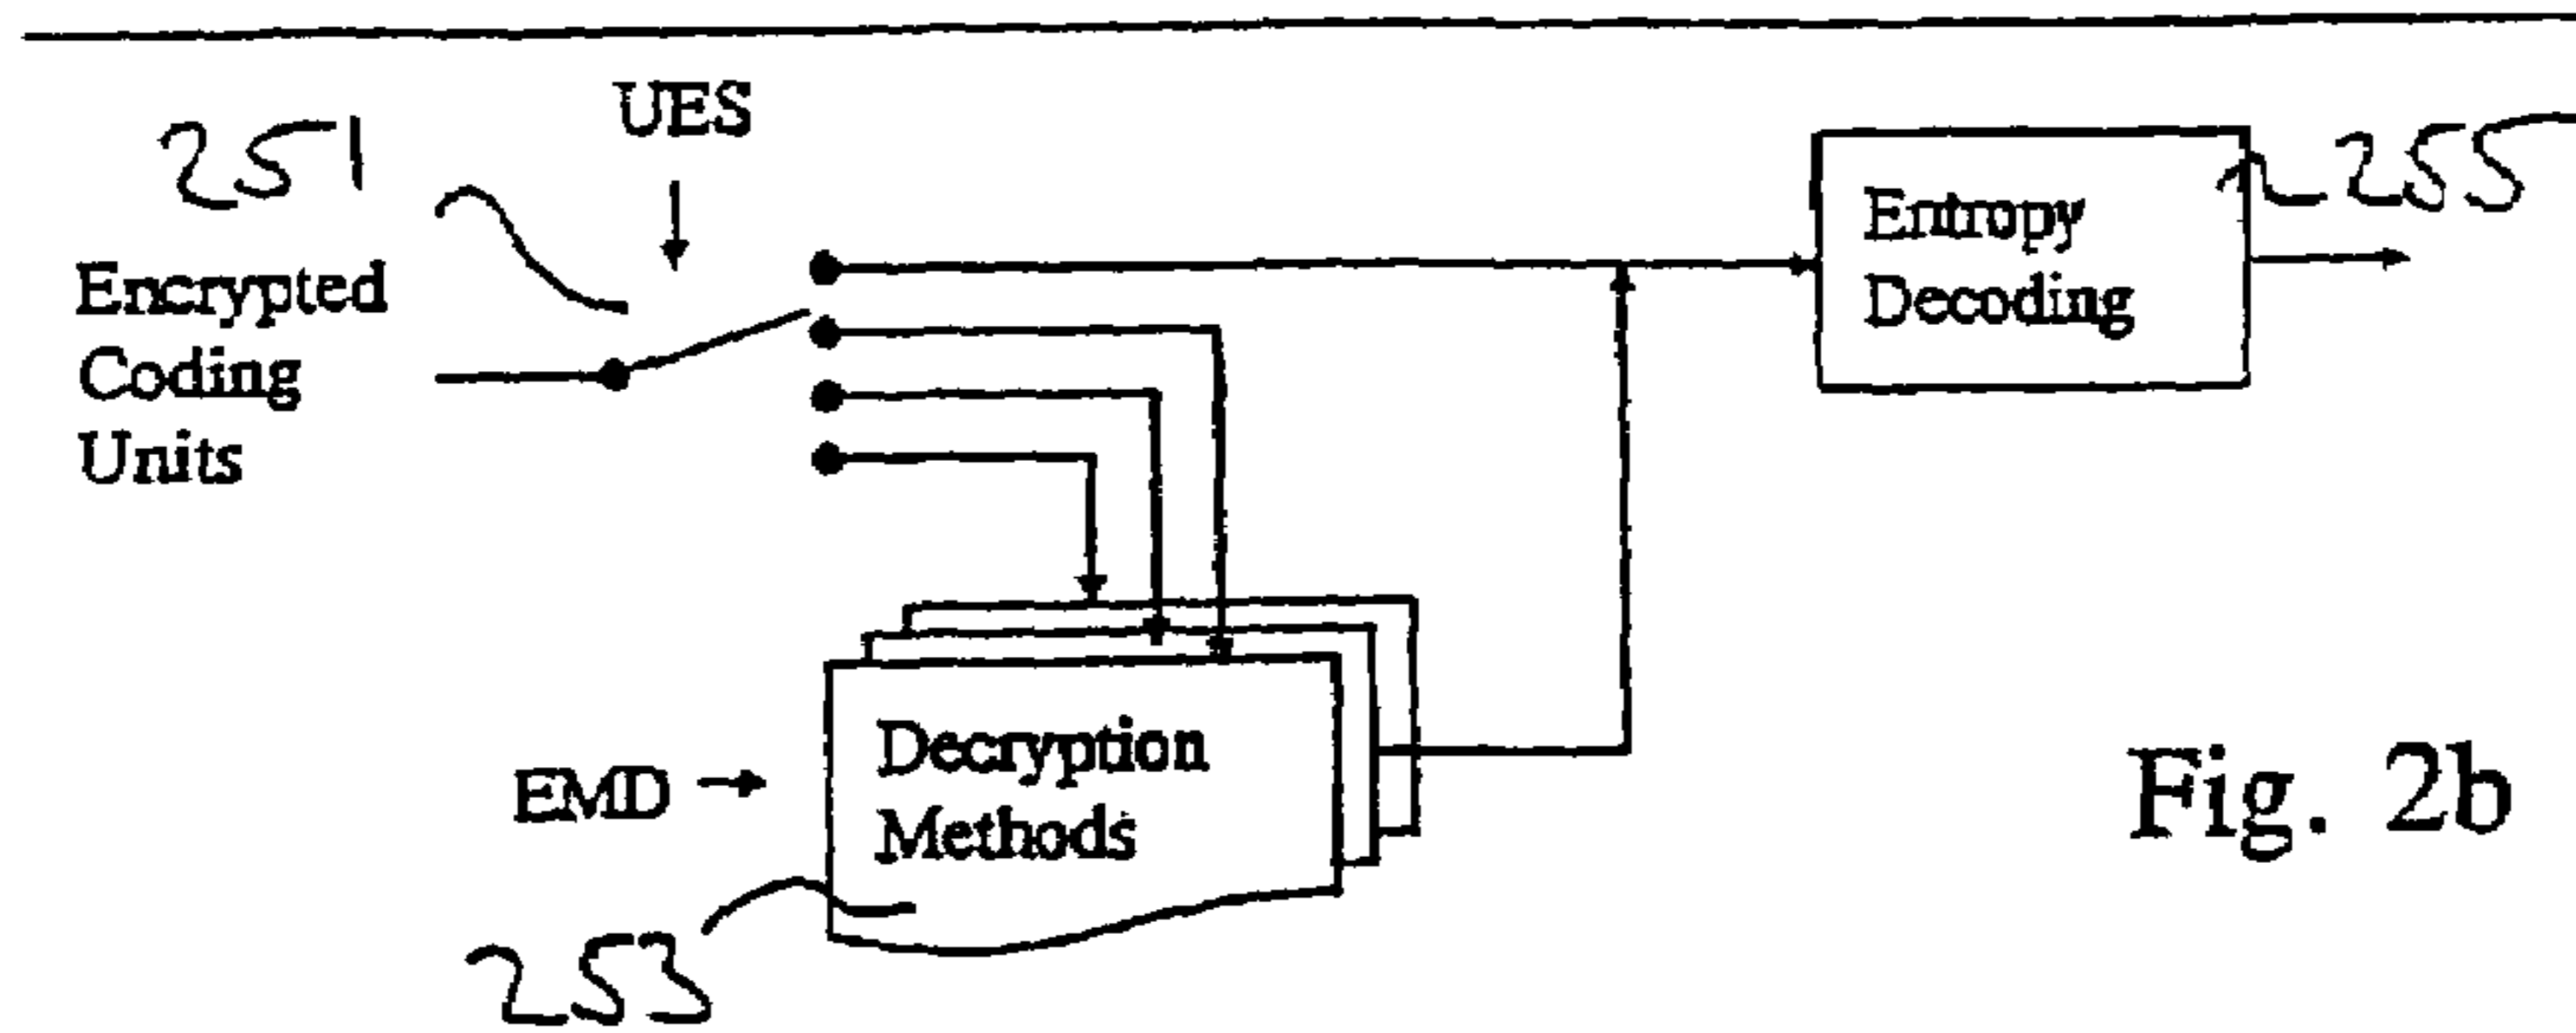 UES
251
Encrypted
Coding
Units
Entropy
Decoding
255
EMD
Decryption
Methods
253
Fig. 2b